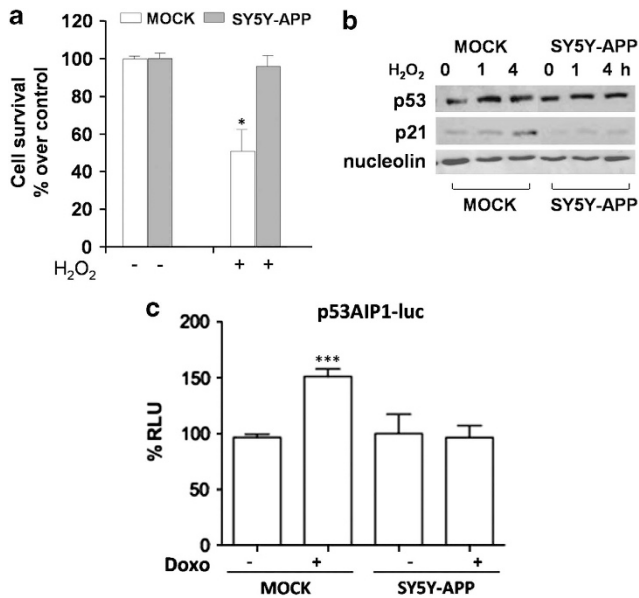 a
MOCK SY5Y-APP
Cell survival
% over control
120
100
80
60
40
20
0
*
H₂O₂ - - + +
b
MOCK SY5Y-APP
H₂O₂ 0 1 4 0 1 4 h
p53
p21
nucleolin
MOCK SY5Y-APP
c
p53AIP1-luc
% RLU
200
150
100
50
0
***
Doxo - + - +
MOCK SY5Y-APP